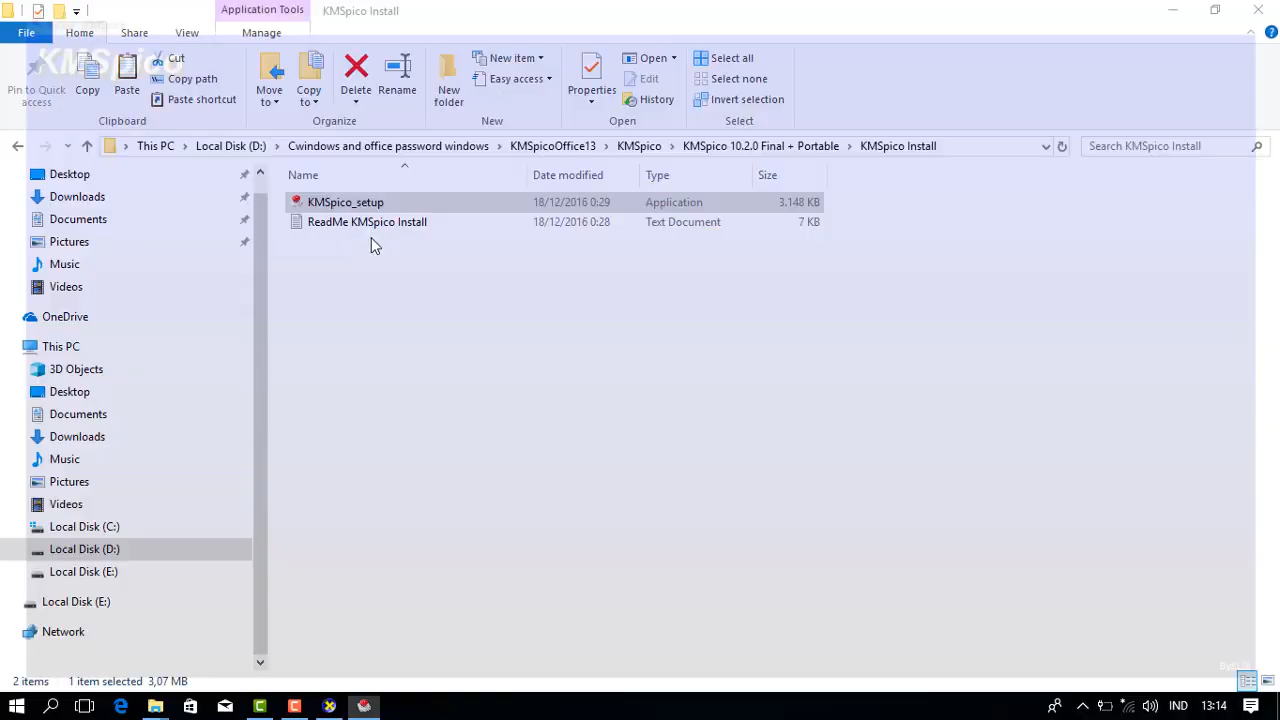 Application Tools KMSpico Install
File Home Share View Manage
KMSpico
Pin to Quick access
Copy
Paste
Cut
Copy path
Paste shortcut
Move to
Copy to
Delete
Rename
New folder
New item
Easy access
Properties
Open
Edit
History
Select all
Select none
Invert selection
Clipboard Organize New Open Select
This PC Local Disk (D:) Cwindows and office password windows KMSpicoOffice13 KMSpico KMSpico 10.2.0 Final + Portable KMSpico Install Search KMSpico Install
Name Date modified Type Size
KMSpico_setup 18/12/2016 0:29 Application 3.148 KB
ReadMe KMSpico Install 18/12/2016 0:28 Text Document 7 KB
Desktop
Downloads
Documents
Pictures
Music
Videos
OneDrive
This PC
3D Objects
Desktop
Documents
Downloads
Music
Pictures
Videos
Local Disk (C:)
Local Disk (D:)
Local Disk (E:)
Local Disk (E:)
Network
2 items 1 item selected 3,07 MB
IND 13:14